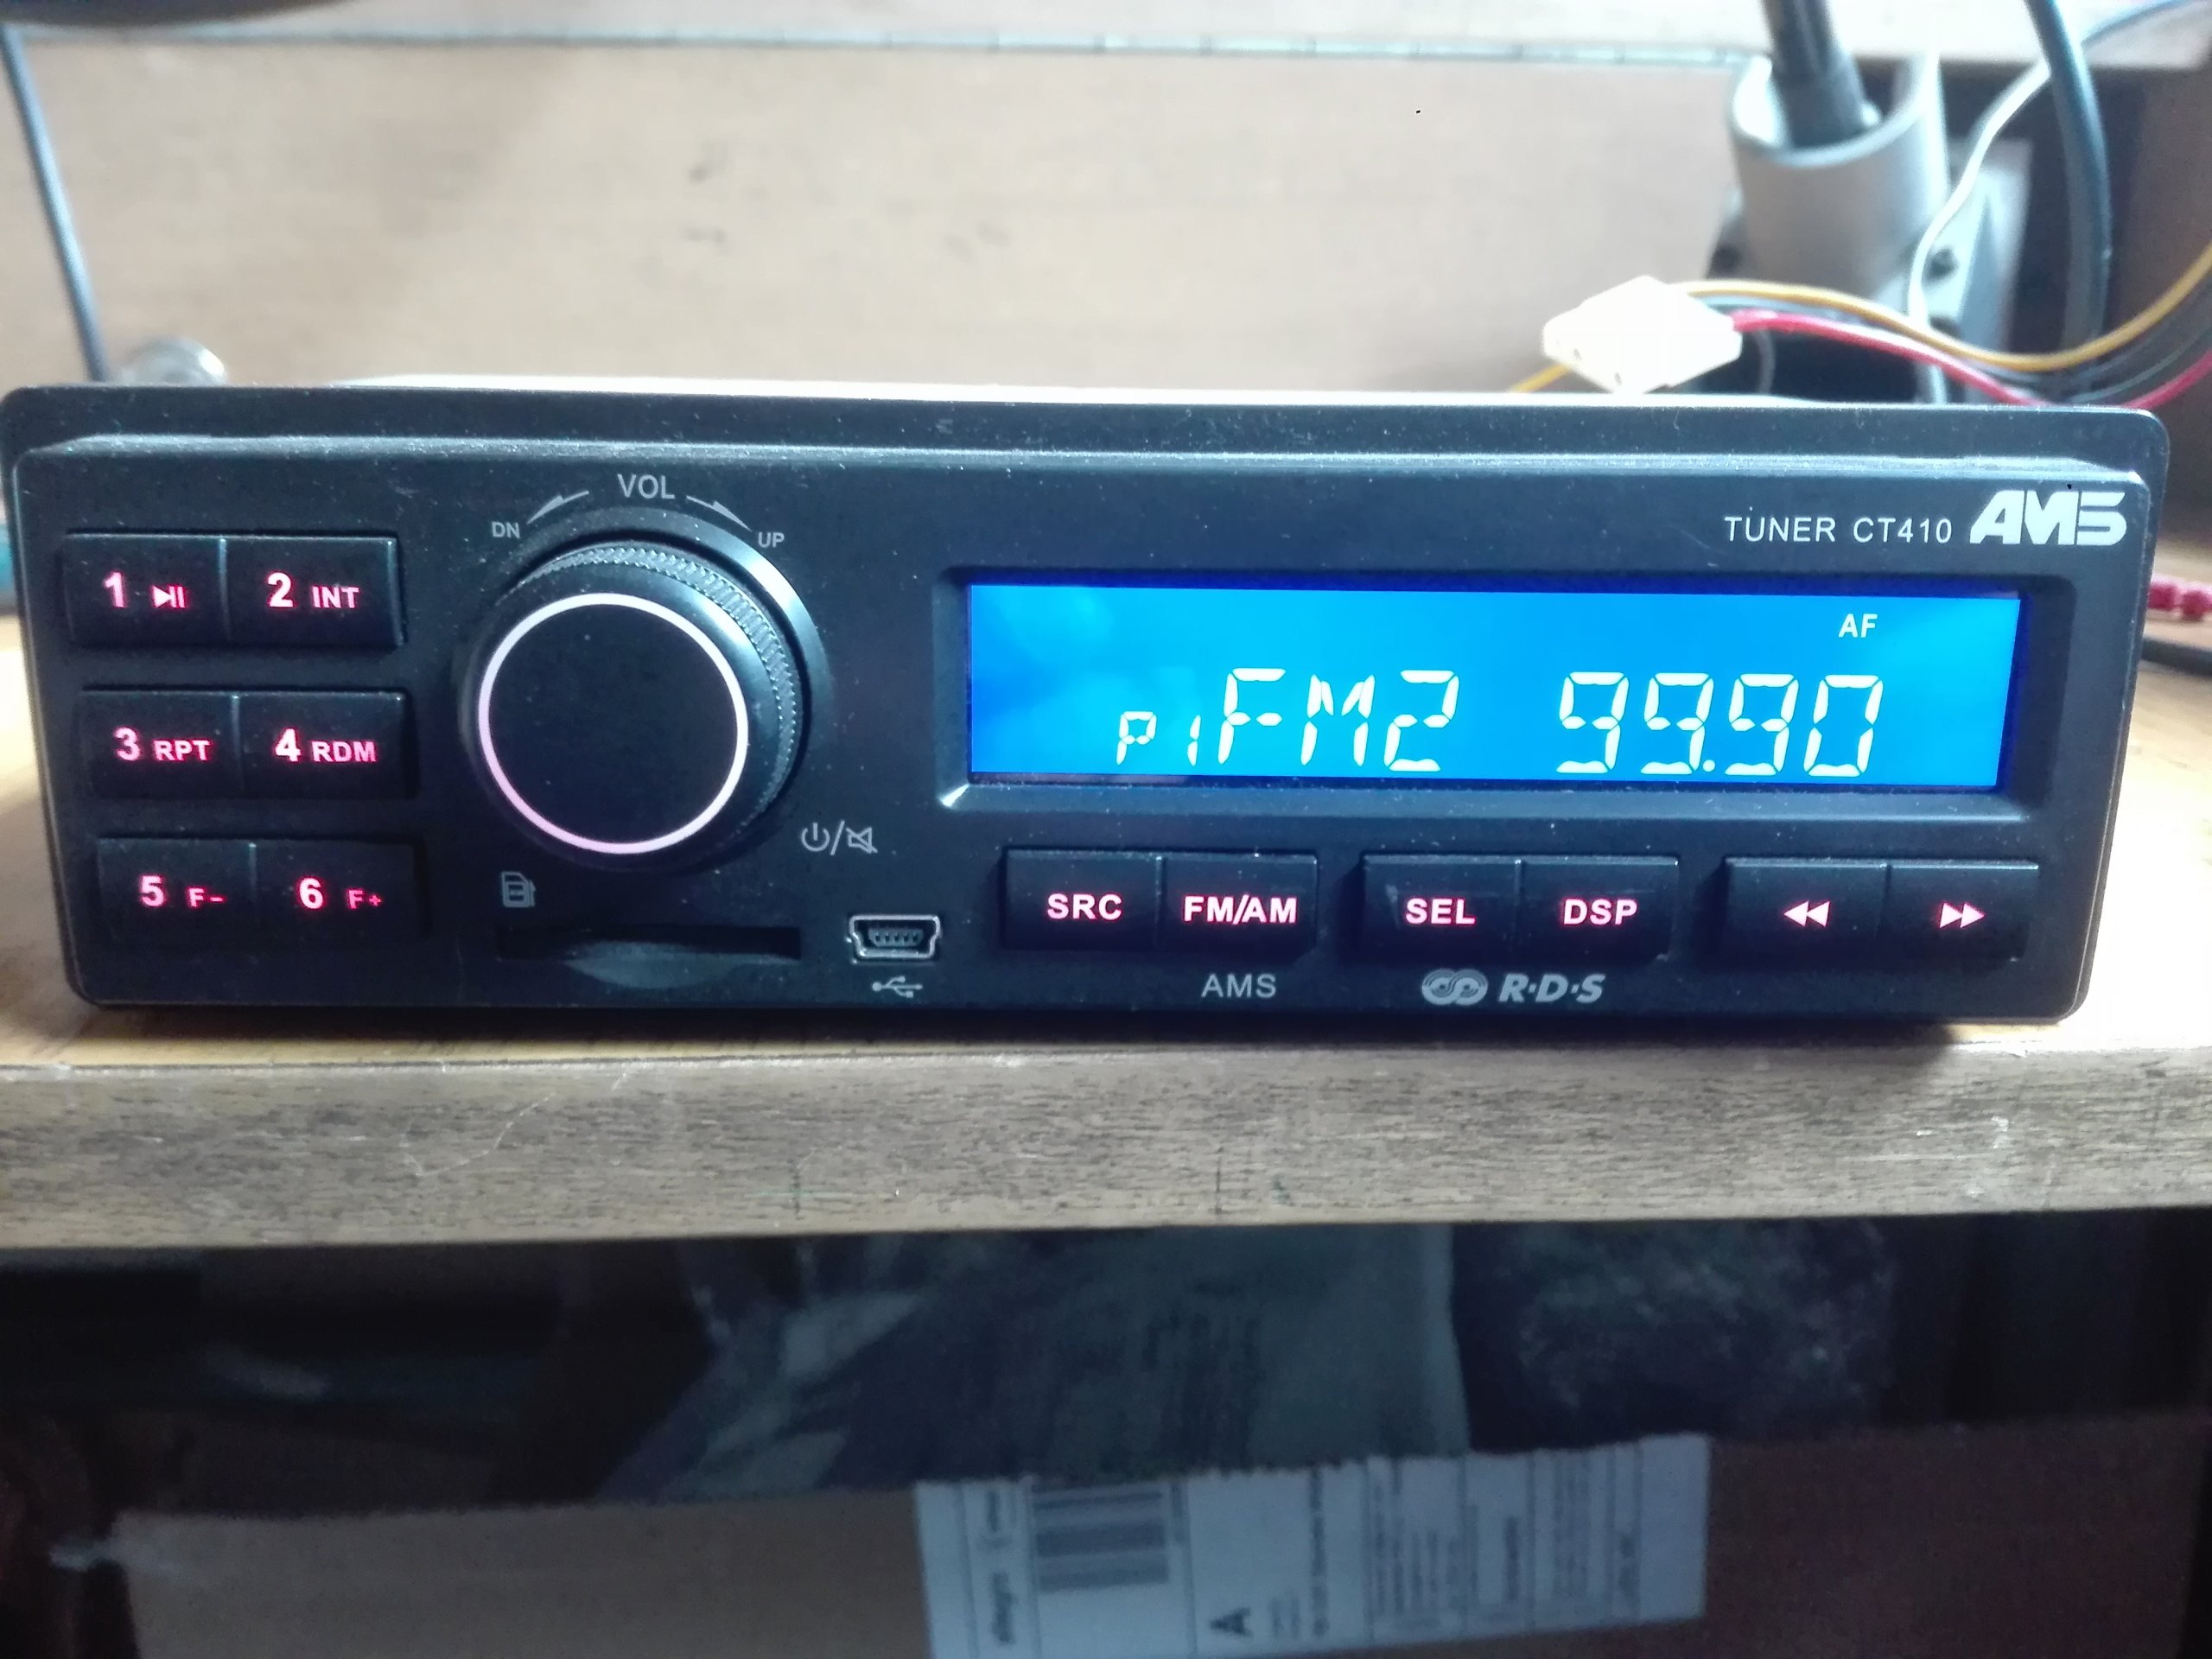 VOL
DN UP
TUNER CT410 AMS
1 2 INT
AF
P1 FM2 99.90
3 RPT 4 RDM
5 F- 6 F+
SRC FM/AM SEL DSP
AMS R·D·S
A